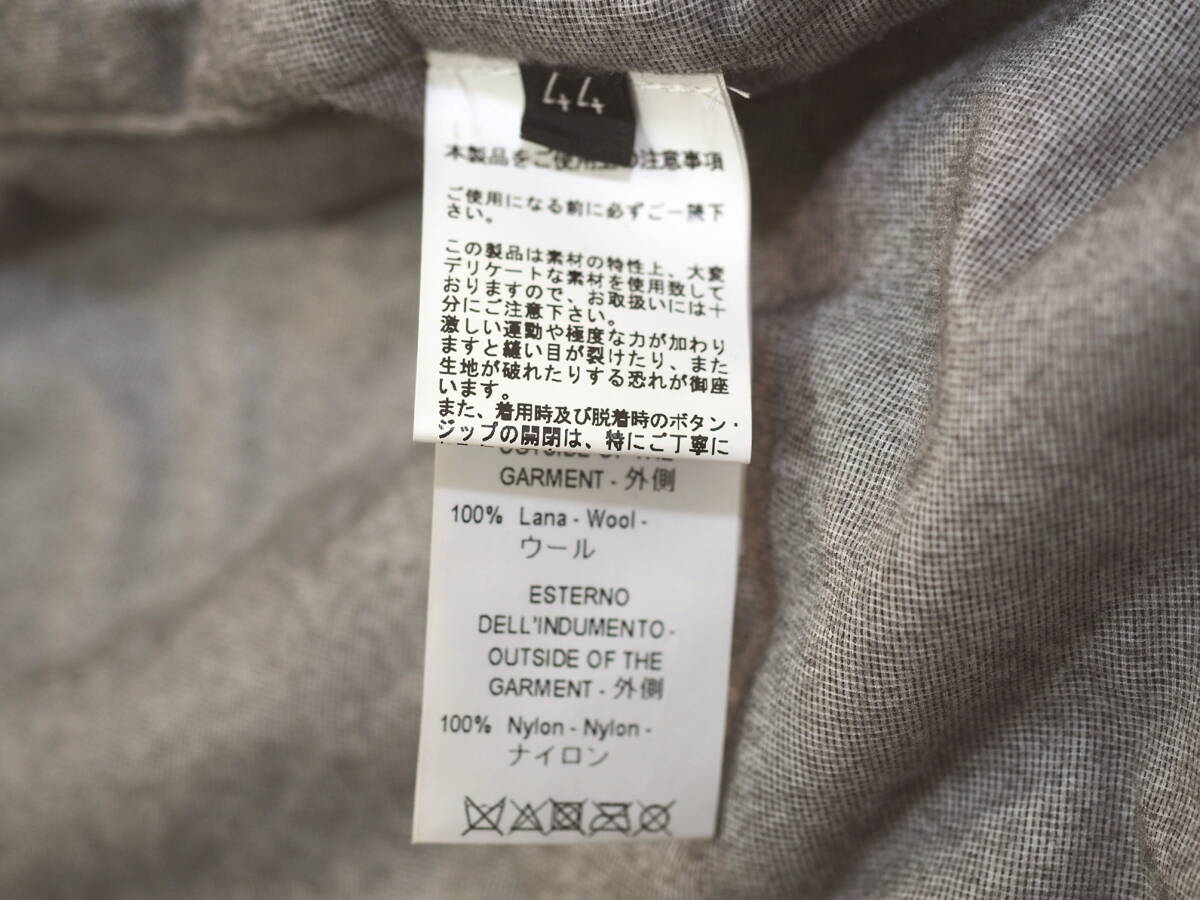 44
本製品をご使用上の注意事項
ご使用になる前に必ずご一読下
さい。
この製品は素材の特性上、大変
デリケートな素材を使用致して
おりますので、お取扱いには十
分にご注意下さい。
激しい運動や極度な力が加わり
ますと縫い目が裂けたり、また
生地が破れたりする恐れが御座
います。
また、着用時及び脱着時のボタン・
ジップの開閉は、特にご丁寧に
OUTSIDE OF THE
GARMENT - 外側
100% Lana - Wool -
ウール
ESTERNO
DELL'INDUMENTO -
OUTSIDE OF THE
GARMENT - 外側
100% Nylon - Nylon -
ナイロン